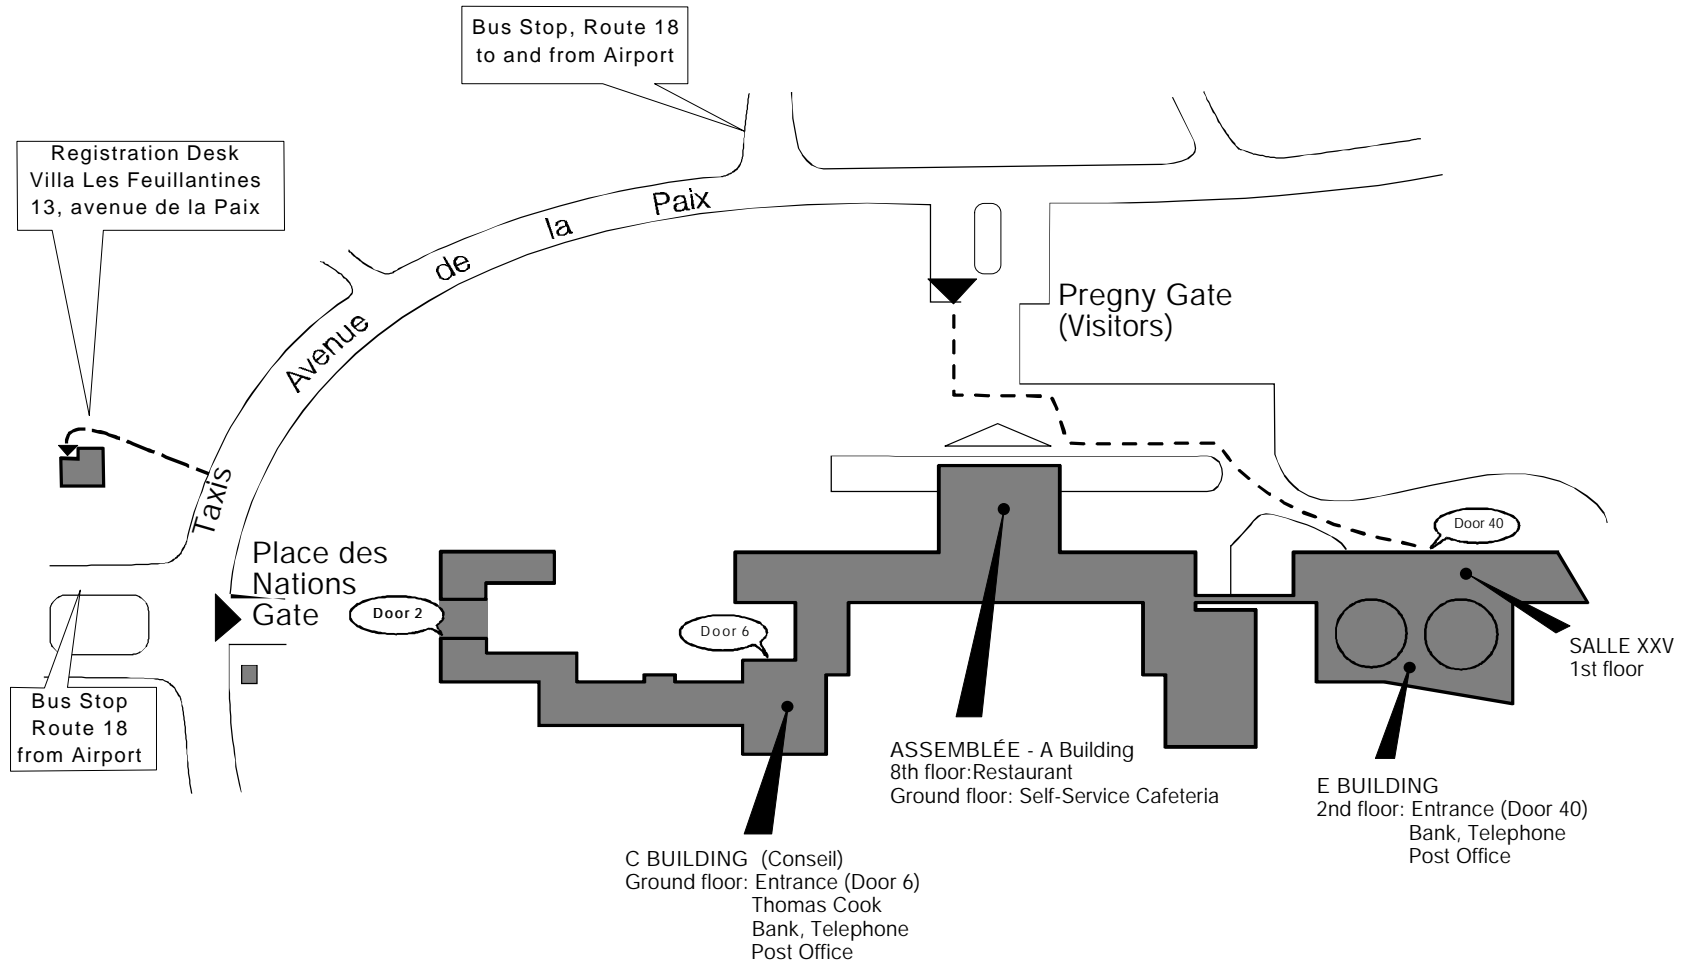 Bus Stop, Route 18
to and from Airport
Registration Desk
Villa Les Feuillantines
13, avenue de la Paix
Avenue de la Paix
Pregny Gate
(Visitors)
Taxis
Place des
Nations
Gate
Door 2
Door 6
Door 40
Bus Stop
Route 18
from Airport
SALLE XXV
1st floor
ASSEMBLÉE - A Building
8th floor:Restaurant
Ground floor: Self-Service Cafeteria
E BUILDING
2nd floor: Entrance (Door 40)
Bank, Telephone
Post Office
C BUILDING (Conseil)
Ground floor: Entrance (Door 6)
Thomas Cook
Bank, Telephone
Post Office